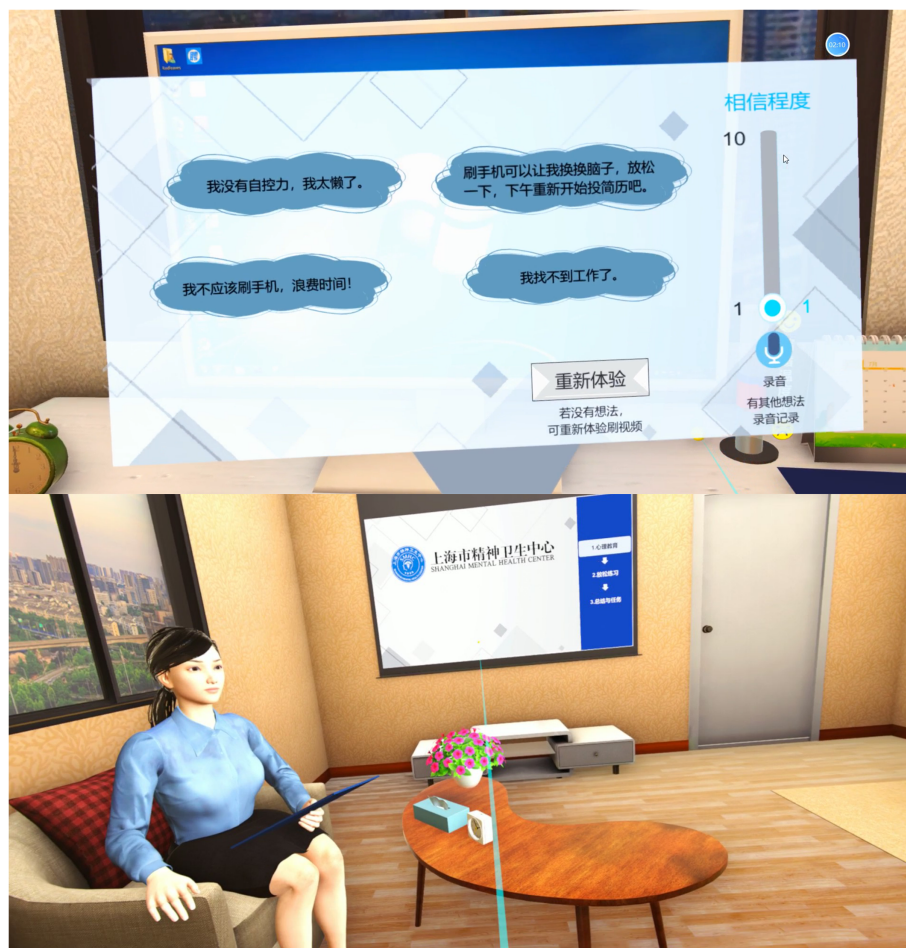 02:10
相信程度
10
我没有自控力，我太懒了。
刷手机可以让我换换脑子，放松
一下，下午重新开始投简历吧。
我不应该刷手机，浪费时间！
我找不到工作了。
1
1
重新体验
若没有想法，
可重新体验刷视频
录音
有其他想法
录音记录
上海市精神卫生中心
SHANGHAI MENTAL HEALTH CENTER
1.心理教育
2.放松练习
3.总结与任务